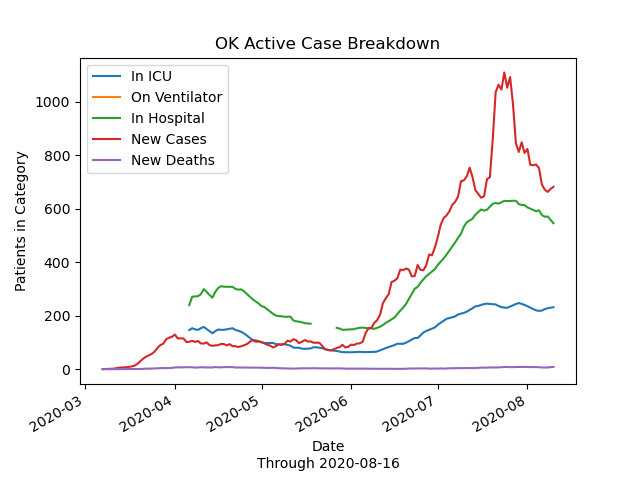 OK Active Case Breakdown
In ICU
On Ventilator
In Hospital
New Cases
New Deaths
Patients in Category
1000
800
600
400
200
0
2020-03
2020-04
2020-05
2020-06
2020-07
2020-08
Date
Through 2020-08-16